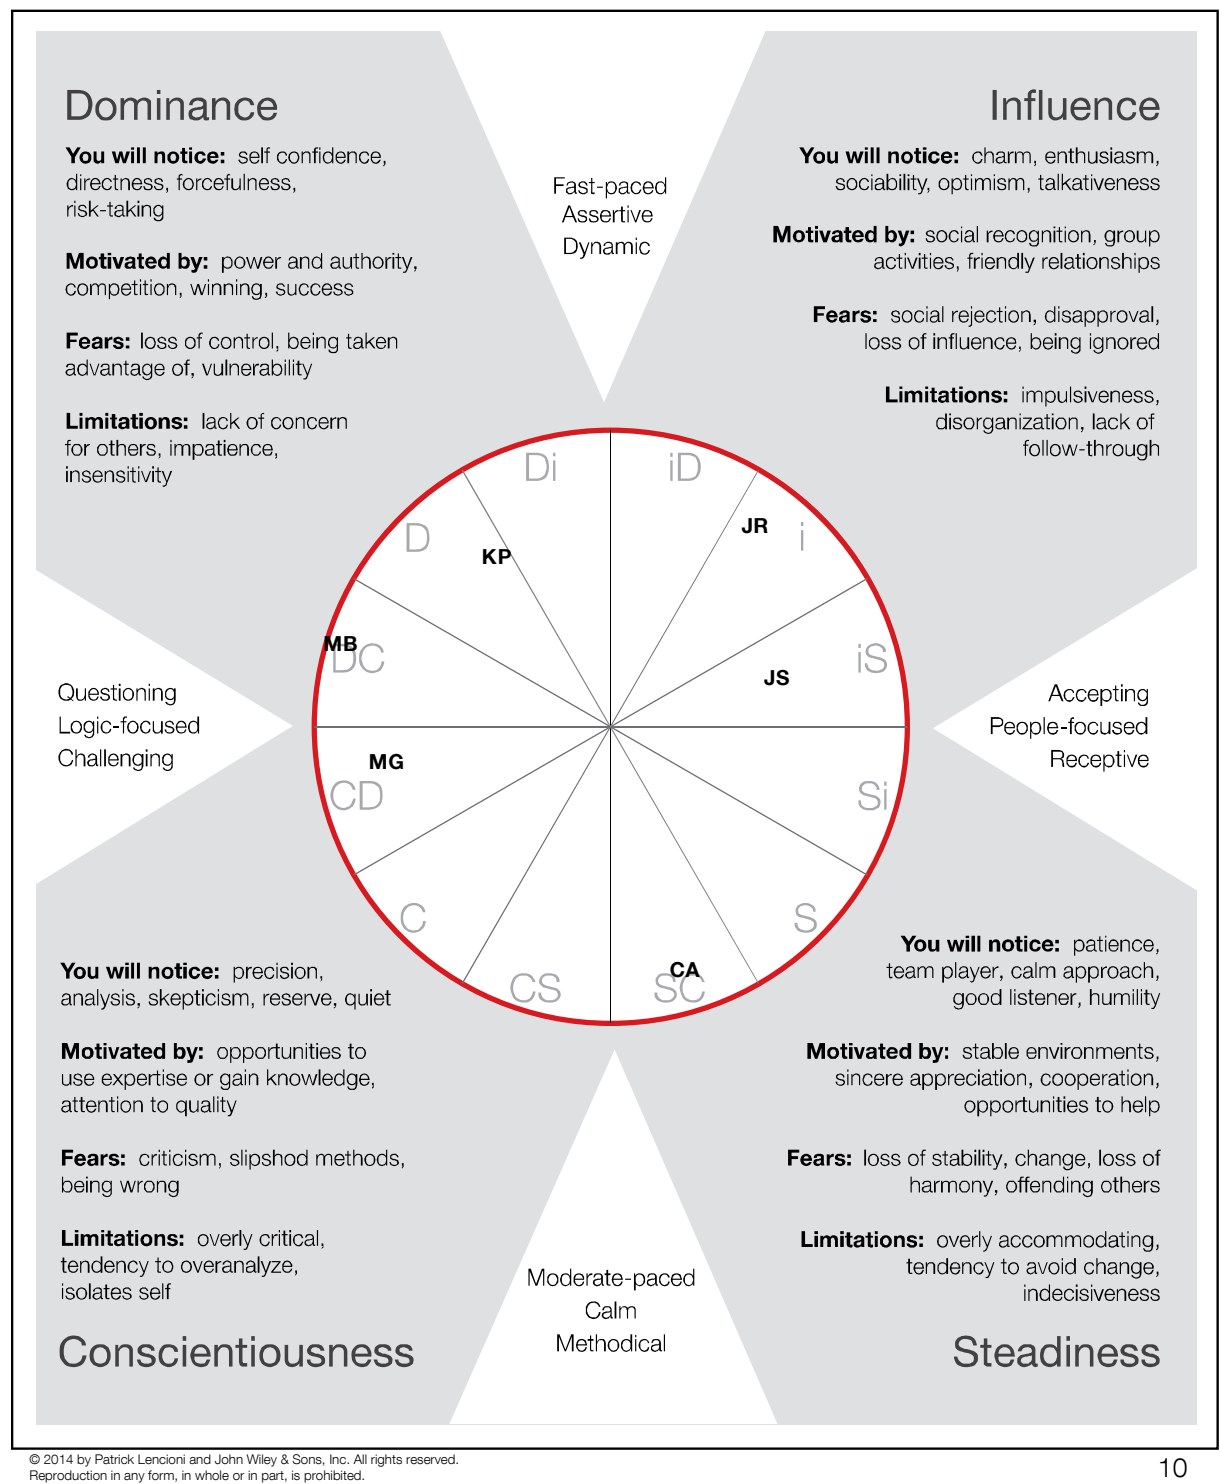 Dominance
You will notice: self confidence,
directness, forcefulness,
risk-taking
Motivated by: power and authority,
competition, winning, success
Fears: loss of control, being taken
advantage of, vulnerability
Limitations: lack of concern
for others, impatience,
insensitivity
Fast-paced
Assertive
Dynamic
Influence
You will notice: charm, enthusiasm,
sociability, optimism, talkativeness
Motivated by: social recognition, group
activities, friendly relationships
Fears: social rejection, disapproval,
loss of influence, being ignored
Limitations: impulsiveness,
disorganization, lack of
follow-through
Di
iD
D
KP
JR
i
MB
DC
JS
iS
MG
CD
Si
C
S
CS
CA
SC
Questioning
Logic-focused
Challenging
Accepting
People-focused
Receptive
You will notice: precision,
analysis, skepticism, reserve, quiet
Motivated by: opportunities to
use expertise or gain knowledge,
attention to quality
Fears: criticism, slipshod methods,
being wrong
Limitations: overly critical,
tendency to overanalyze,
isolates self
Conscientiousness
Moderate-paced
Calm
Methodical
You will notice: patience,
team player, calm approach,
good listener, humility
Motivated by: stable environments,
sincere appreciation, cooperation,
opportunities to help
Fears: loss of stability, change, loss of
harmony, offending others
Limitations: overly accommodating,
tendency to avoid change,
indecisiveness
Steadiness
© 2014 by Patrick Lencioni and John Wiley & Sons, Inc. All rights reserved.
Reproduction in any form, in whole or in part, is prohibited.
10